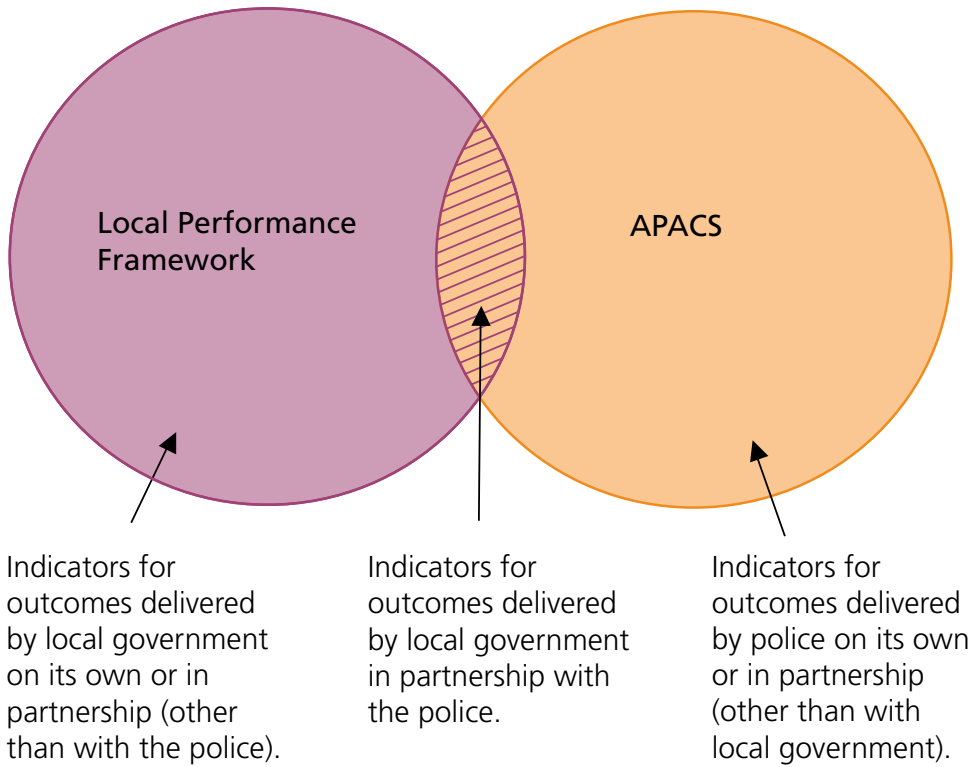 Local Performance
Framework
APACS
Indicators for
outcomes delivered
by local government
on its own or in
partnership (other
than with the police).
Indicators for
outcomes delivered
by local government
in partnership with
the police.
Indicators for
outcomes delivered
by police on its own
or in partnership
(other than with
local government).